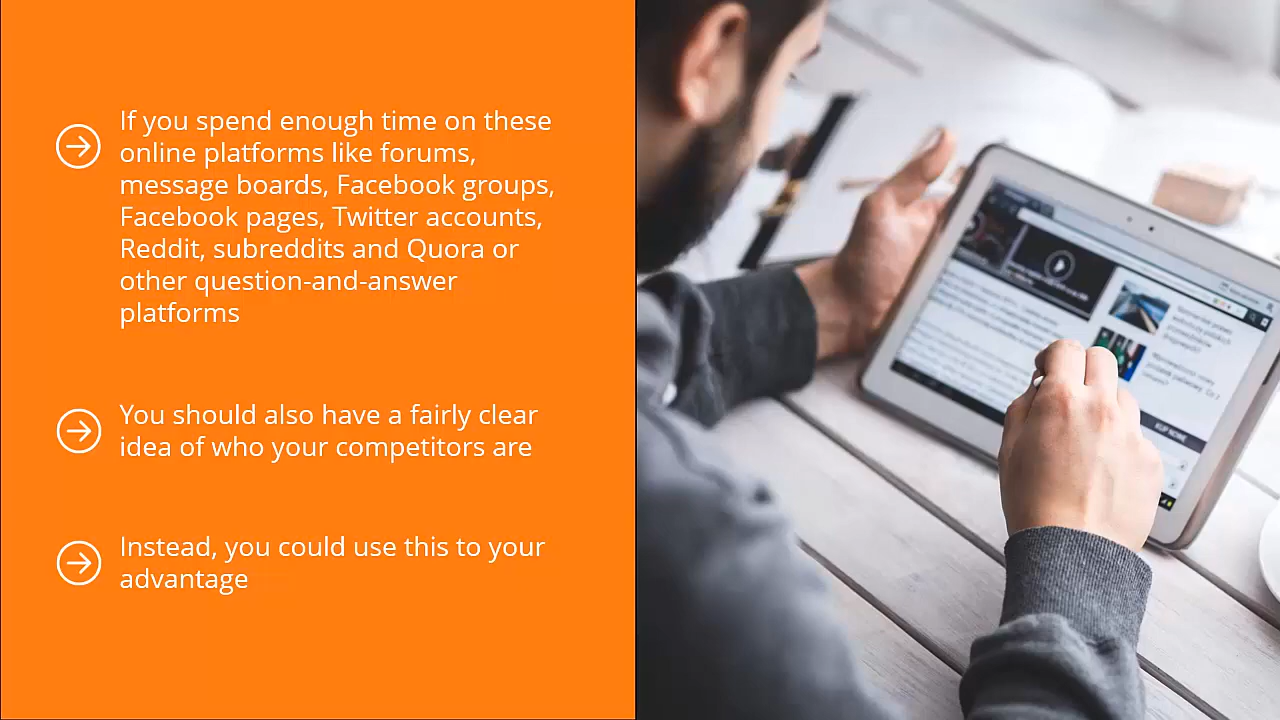 If you spend enough time on these
online platforms like forums,
message boards, Facebook groups,
Facebook pages, Twitter accounts,
Reddit, subreddits and Quora or
other question-and-answer
platforms
You should also have a fairly clear
idea of who your competitors are
Instead, you could use this to your
advantage